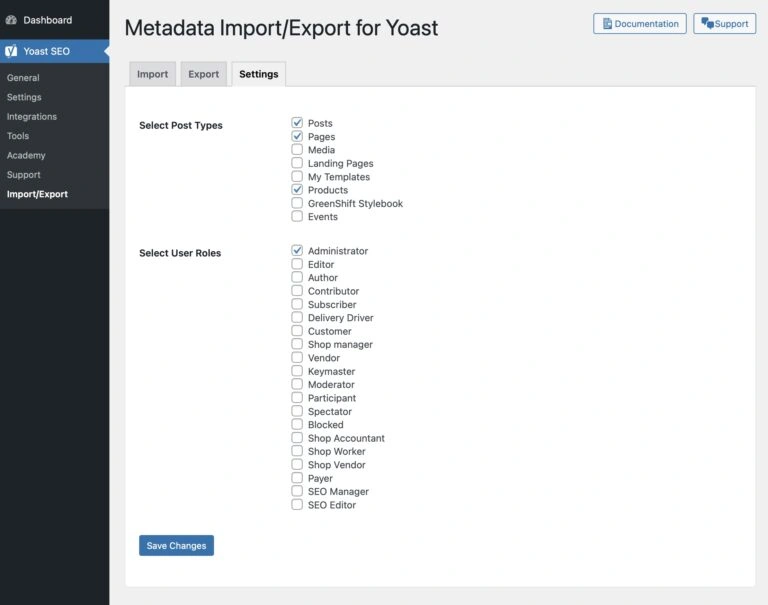 Dashboard
Yoast SEO
General
Settings
Integrations
Tools
Academy
Support
Import/Export
Metadata Import/Export for Yoast
Documentation
Support
Import
Export
Settings
Select Post Types
Posts
Pages
Media
Landing Pages
My Templates
Products
GreenShift Stylebook
Events
Select User Roles
Administrator
Editor
Author
Contributor
Subscriber
Delivery Driver
Customer
Shop manager
Vendor
Keymaster
Moderator
Participant
Spectator
Blocked
Shop Accountant
Shop Worker
Shop Vendor
Payer
SEO Manager
SEO Editor
Save Changes